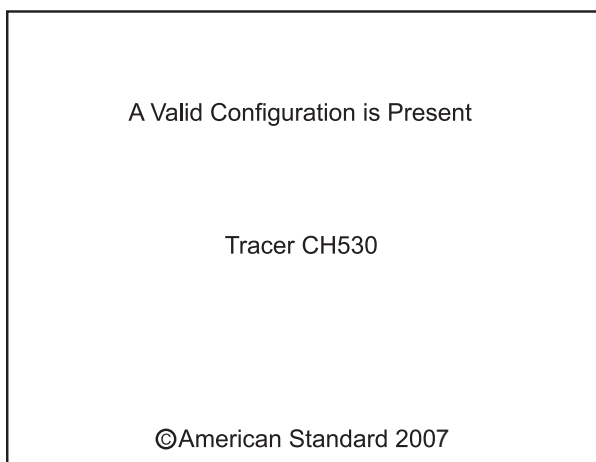 A Valid Configuration is Present
Tracer CH530
©American Standard 2007